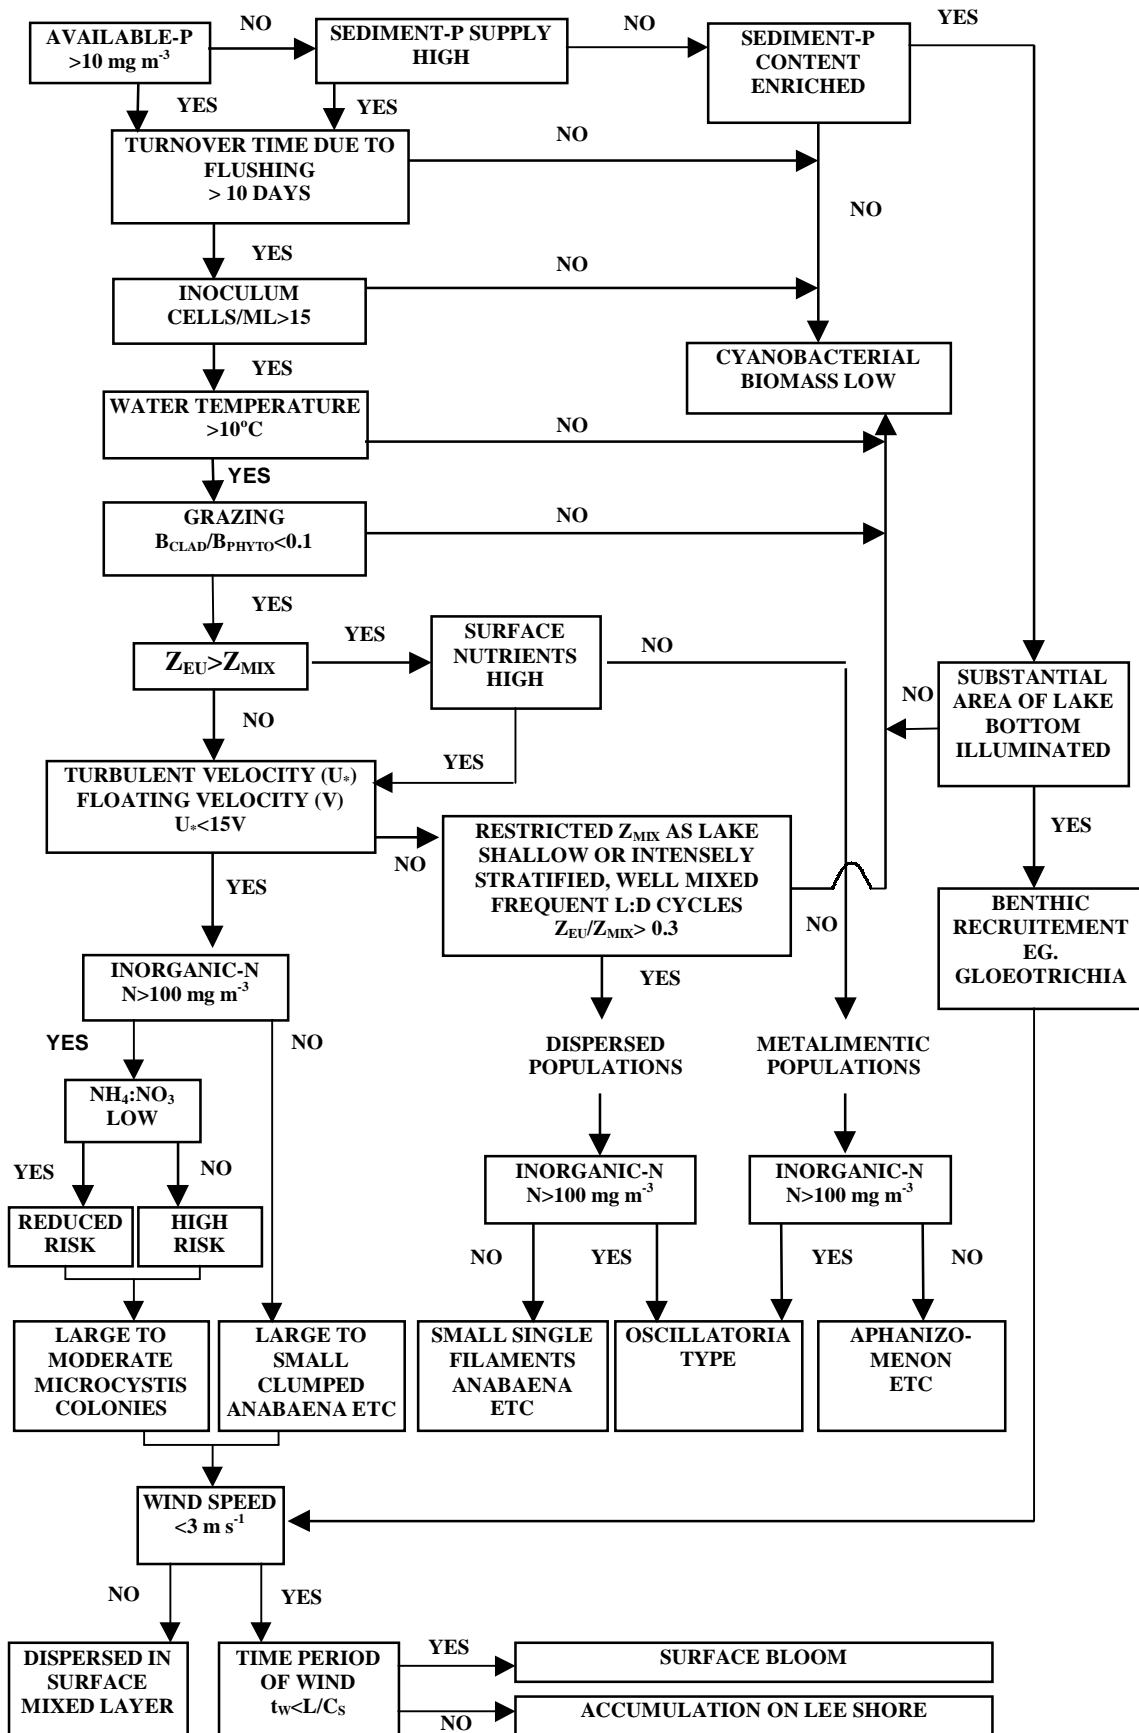 AVAILABLE-P
>10 mg m-3
NO
SEDIMENT-P SUPPLY
HIGH
NO
SEDIMENT-P
CONTENT
ENRICHED
YES
YES
YES
TURNOVER TIME DUE TO
FLUSHING
> 10 DAYS
NO
NO
YES
INOCULUM
CELLS/ML>15
NO
CYANOBACTERIAL
BIOMASS LOW
YES
WATER TEMPERATURE
>10ºC
NO
YES
GRAZING
BCLAD/BPHYTO<0.1
NO
YES
ZEU>ZMIX
YES
SURFACE
NUTRIENTS
HIGH
NO
NO
SUBSTANTIAL
AREA OF LAKE
BOTTOM
ILLUMINATED
NO
YES
TURBULENT VELOCITY (U*)
FLOATING VELOCITY (V)
U*<15V
NO
RESTRICTED ZMIX AS LAKE
SHALLOW OR INTENSELY
STRATIFIED, WELL MIXED
FREQUENT L:D CYCLES
ZEU/ZMIX> 0.3
YES
YES
BENTHIC
RECRUITEMENT
EG.
GLOEOTRICHIA
NO
YES
INORGANIC-N
N>100 mg m-3
YES
NO
DISPERSED
POPULATIONS
METALIMENTIC
POPULATIONS
NH4:NO3
LOW
YES
NO
INORGANIC-N
N>100 mg m-3
INORGANIC-N
N>100 mg m-3
REDUCED
RISK
HIGH
RISK
NO
YES
YES
NO
LARGE TO
MODERATE
MICROCYSTIS
COLONIES
LARGE TO
SMALL
CLUMPED
ANABAENA ETC
SMALL SINGLE
FILAMENTS
ANABAENA
ETC
OSCILLATORIA
TYPE
APHANIZO-
MENON
ETC
WIND SPEED
<3 m s-1
NO
YES
DISPERSED IN
SURFACE
MIXED LAYER
TIME PERIOD
OF WIND
tW<L/CS
YES
SURFACE BLOOM
NO
ACCUMULATION ON LEE SHORE